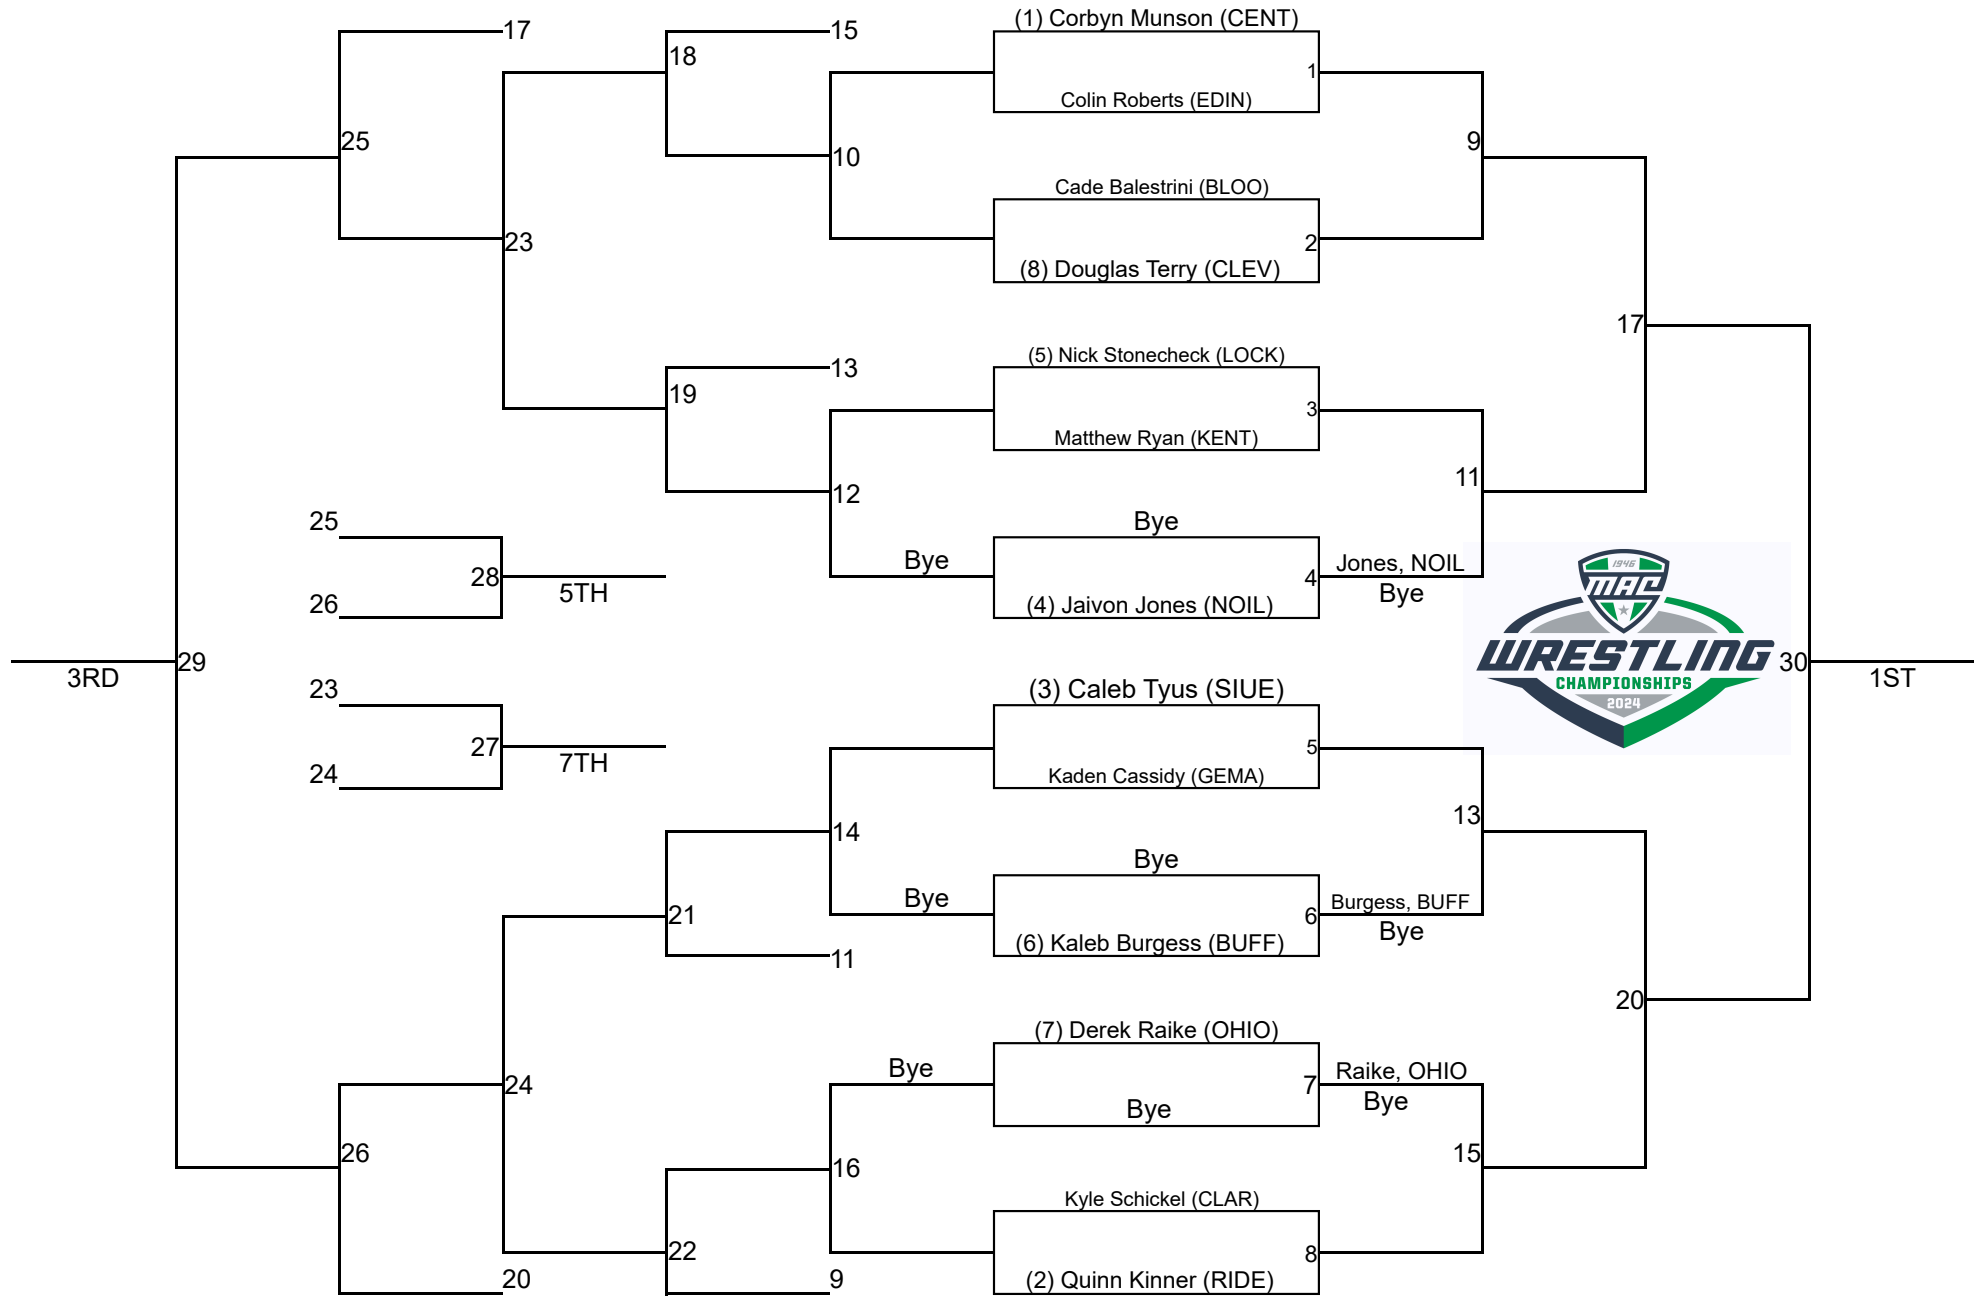 17
15
(1) Corbyn Munson (CENT)
18
1
Colin Roberts (EDIN)
25
9
10
Cade Balestrini (BLOO)
23
2
(8) Douglas Terry (CLEV)
17
13
(5) Nick Stonecheck (LOCK)
19
3
Matthew Ryan (KENT)
11
12
25
Bye
28
5TH
Bye
4
Jones, NOIL
Bye
26
(4) Jaivon Jones (NOIL)
1946
MAC
WRESTLING
CHAMPIONSHIPS
2024
3RD
29
30
1ST
23
(3) Caleb Tyus (SIUE)
27
7TH
5
24
Kaden Cassidy (GEMA)
13
14
Bye
Bye
Burgess, BUFF
21
6
Bye
(6) Kaleb Burgess (BUFF)
11
20
(7) Derek Raike (OHIO)
Bye
Raike, OHIO
24
7
Bye
Bye
26
16
15
Kyle Schickel (CLAR)
22
8
20
9
(2) Quinn Kinner (RIDE)